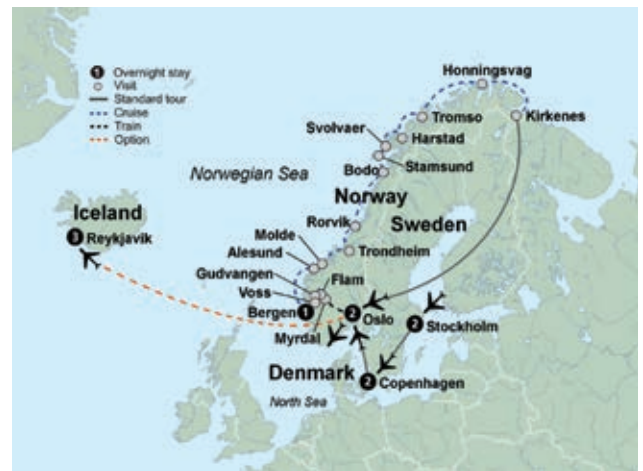 1 Overnight stay
Visit
Standard tour
Cruise
Train
Option
Honningsvag
Tromso
Kirkenes
Svolvaer
Harstad
Stamsund
Norwegian Sea
Bodo
Norway
Iceland
Sweden
3 Reykjavik
Rorvik
Molde
Alesund
Trondheim
Gudvangen
Flam
Voss
Bergen 1
2 Oslo
2 Stockholm
Myrdal
Denmark
2 Copenhagen
North Sea